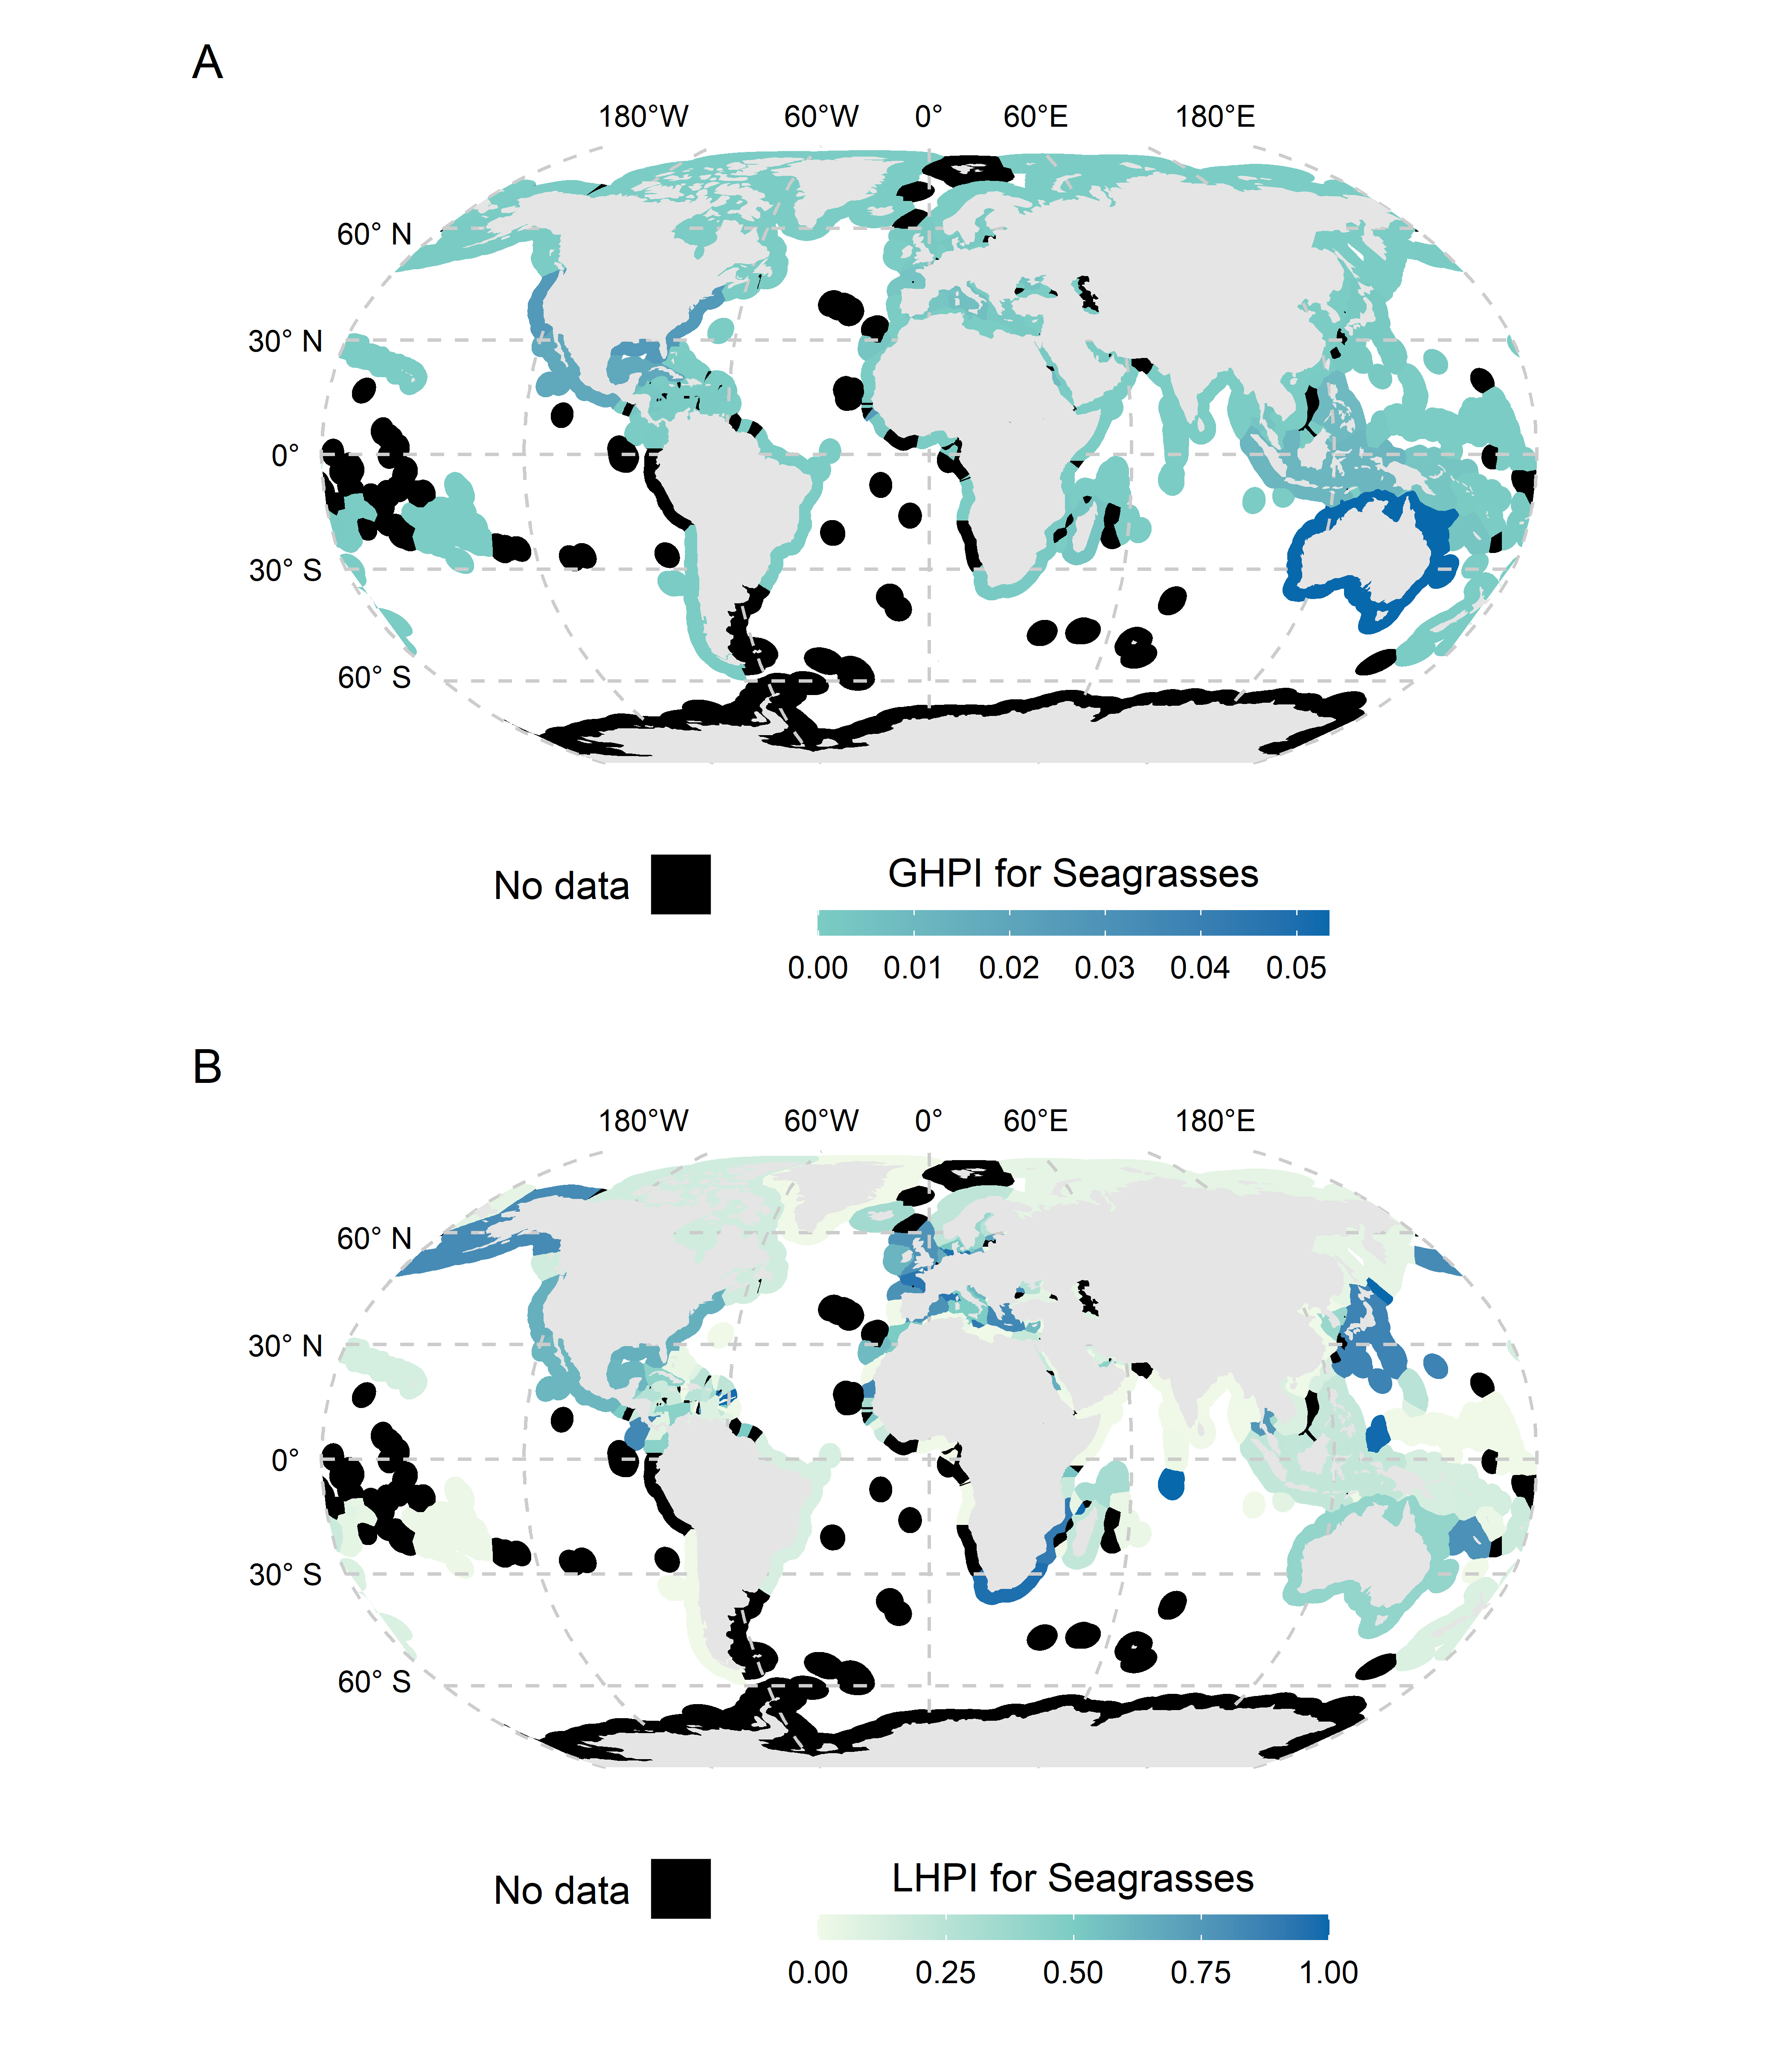 A
180°W 60°W 0° 60°E 180°E
60° N
30° N
0°
30° S
60° S
No data
GHPI for Seagrasses
0.00 0.01 0.02 0.03 0.04 0.05
B
180°W 60°W 0° 60°E 180°E
60° N
30° N
0°
30° S
60° S
No data
LHPI for Seagrasses
0.00 0.25 0.50 0.75 1.00